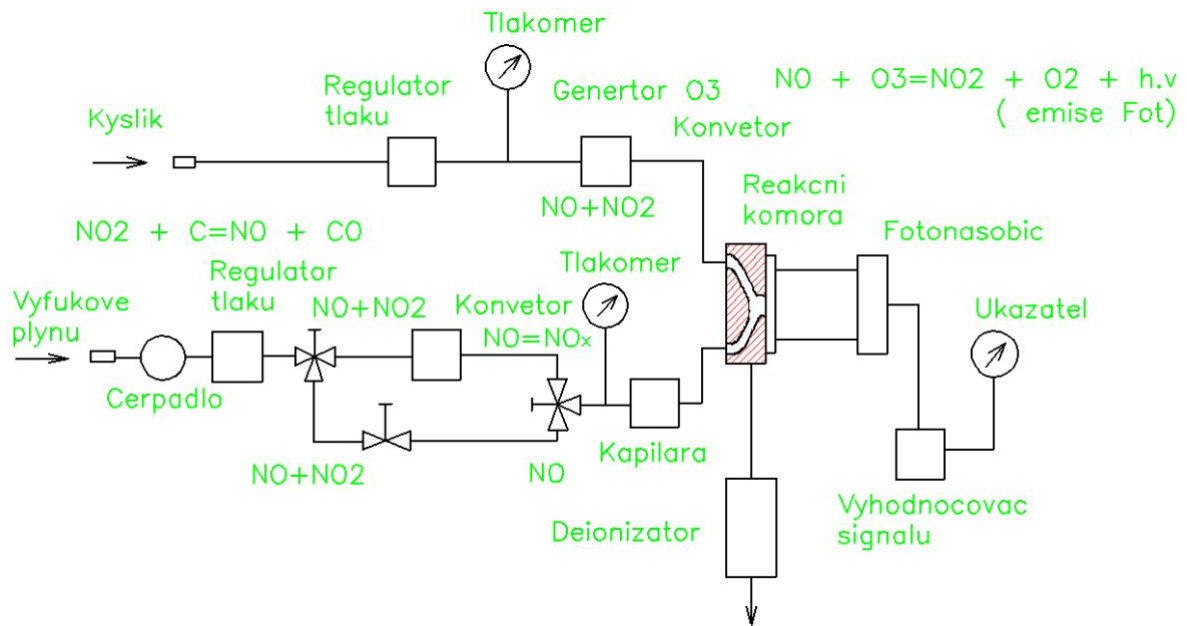 Tlakomer
Regulator
tlaku
Genertor O3
NO + O3=NO2 + O2 + h.v
( emise Fot)
Kyslik
Konvetor
NO+NO2
Reakcni
komora
NO2 + C=NO + CO
Fotonasobic
Regulator
tlaku
Tlakomer
Vyfukove
plynu
NO+NO2
Konvetor
NO=NOx
Ukazatel
Cerpadlo
NO+NO2
NO
Kapilara
Vyhodnocovac
signalu
Deionizator